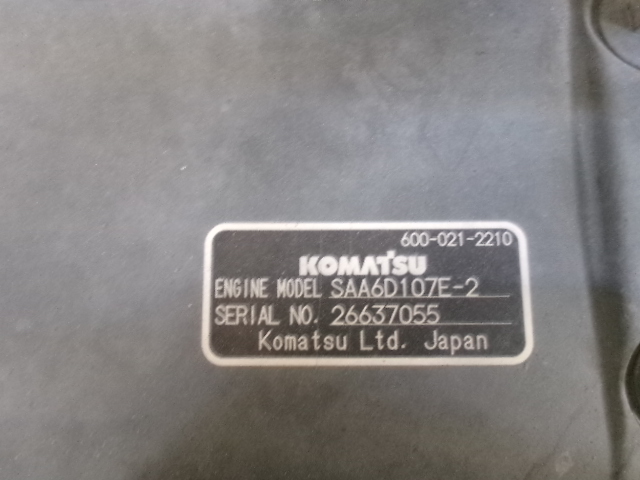 600-021-2210
KOMATSU
ENGINE MODEL SAA6D107E-2
SERIAL NO. 26637055
Komatsu Ltd. Japan